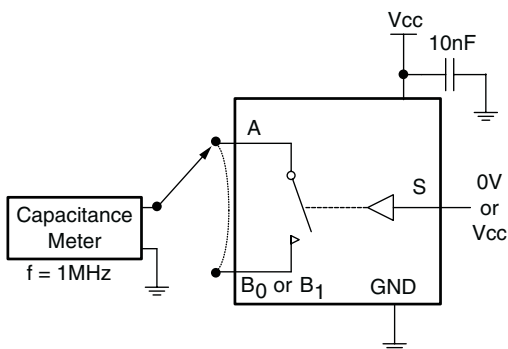 Vcc
10nF
A
S
0V
or
Vcc
Capacitance
Meter
f = 1MHz
B0 or B1
GND